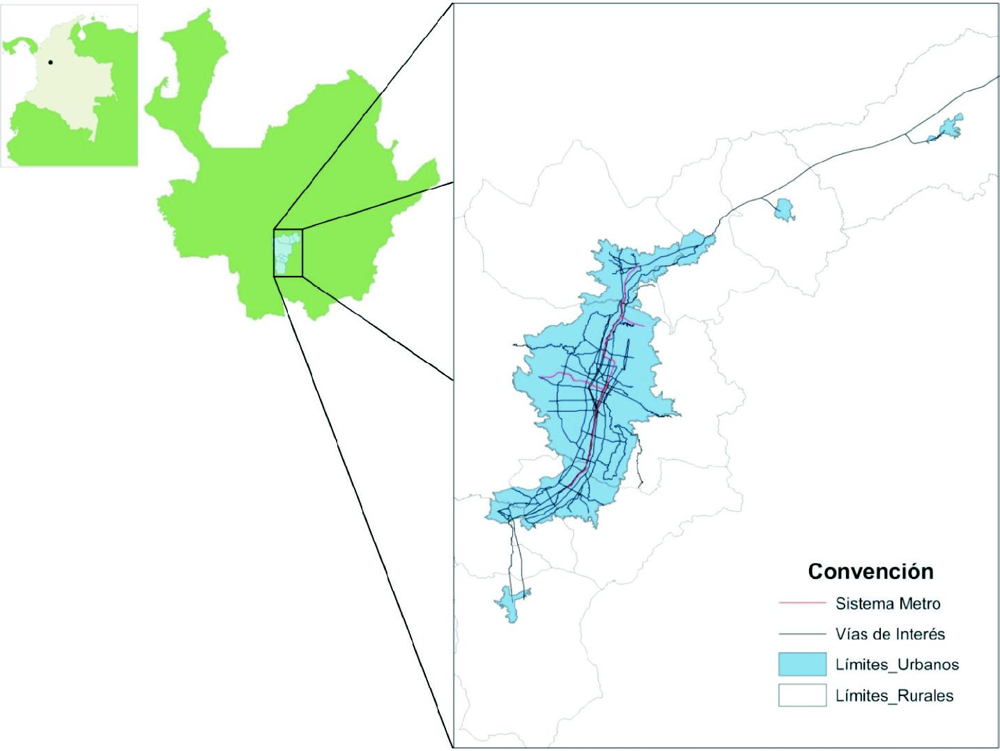 Convención
Sistema Metro
Vías de Interés
Límites_Urbanos
Límites_Rurales